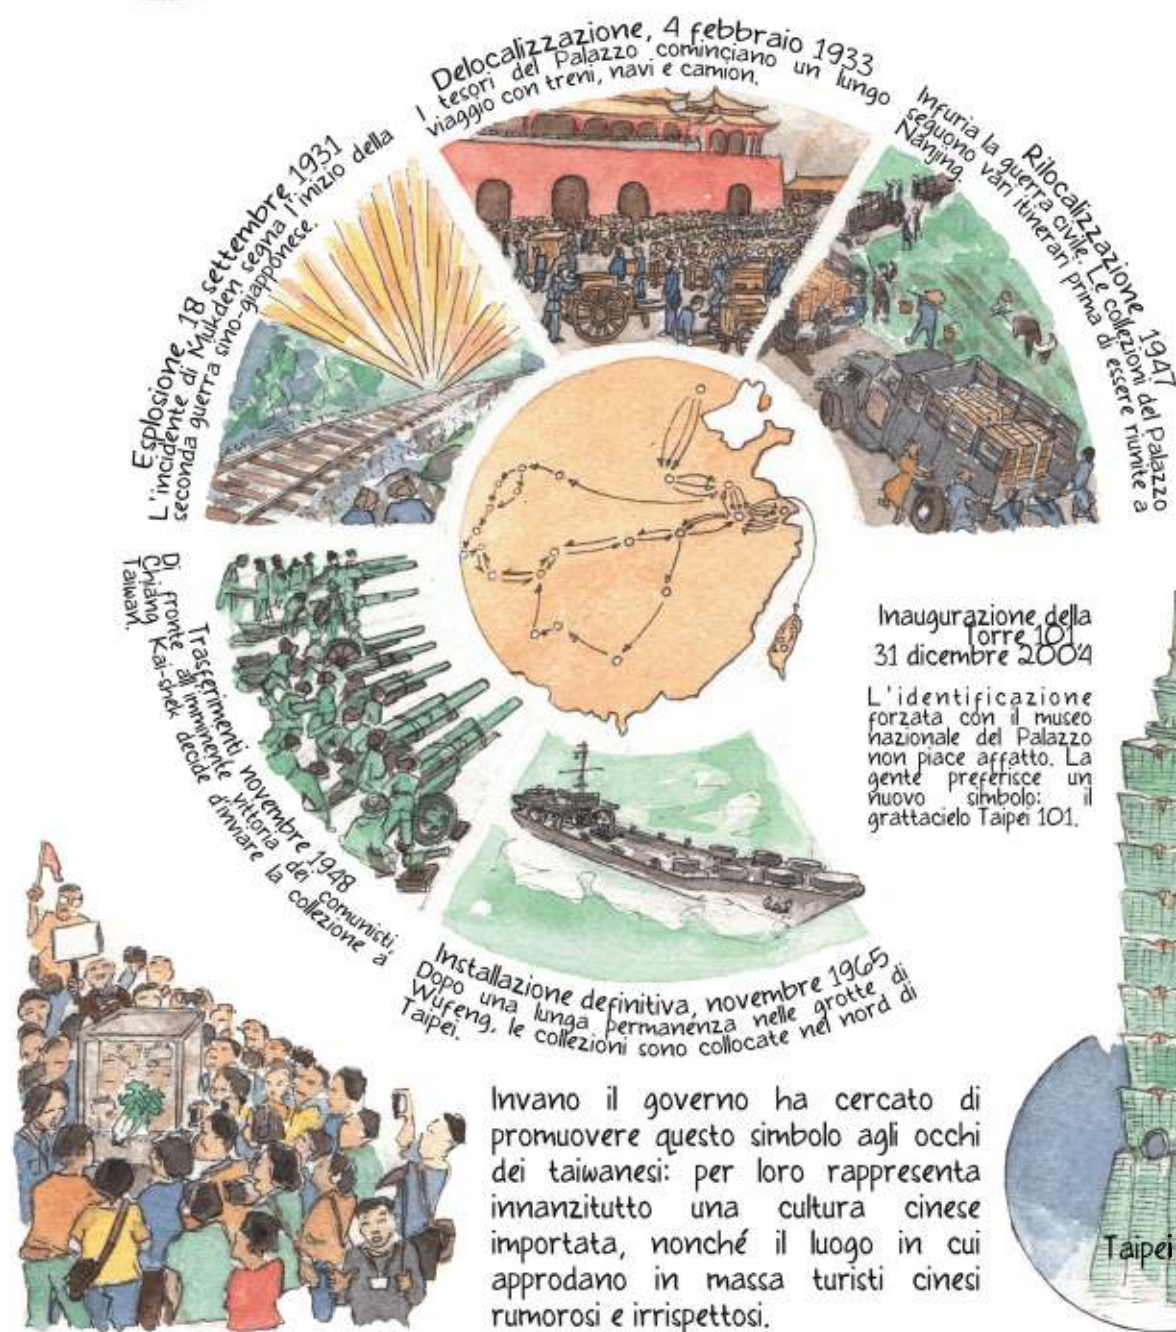 Esplosione, 18 settembre 1931
L'incidente di Mukden segna l'inizio della
seconda guerra sino-giapponese.
Delocalizzazione, 4 febbraio 1933
I tesori del Palazzo cominciano un lungo
viaggio con treni, navi e camion.
Rilocalizzazione, 1947
Infuria la guerra civile. Le collezioni del Palazzo
seguono vari itinerari prima di essere riunite a
Nanjing.
Trasferimenti, novembre 1948
Di fronte all'imminente vittoria dei comunisti,
Chiang Kai-shek decide d'inviare la collezione a
Taiwan.
Installazione definitiva, novembre 1965
Dopo una lunga permanenza nelle grotte di
Wufeng, le collezioni sono collocate nel nord di
Taipei.
Inaugurazione della
Torre 101
31 dicembre 2004
L'identificazione
forzata con il museo
nazionale del Palazzo
non piace affatto. La
gente preferisce un
nuovo simbolo: il
grattacielo Taipei 101.
Invano il governo ha cercato di
promuovere questo simbolo agli occhi
dei taiwanesi: per loro rappresenta
innanzitutto una cultura cinese
importata, nonché il luogo in cui
approdano in massa turisti cinesi
rumorosi e irrispettosi.
Taipei